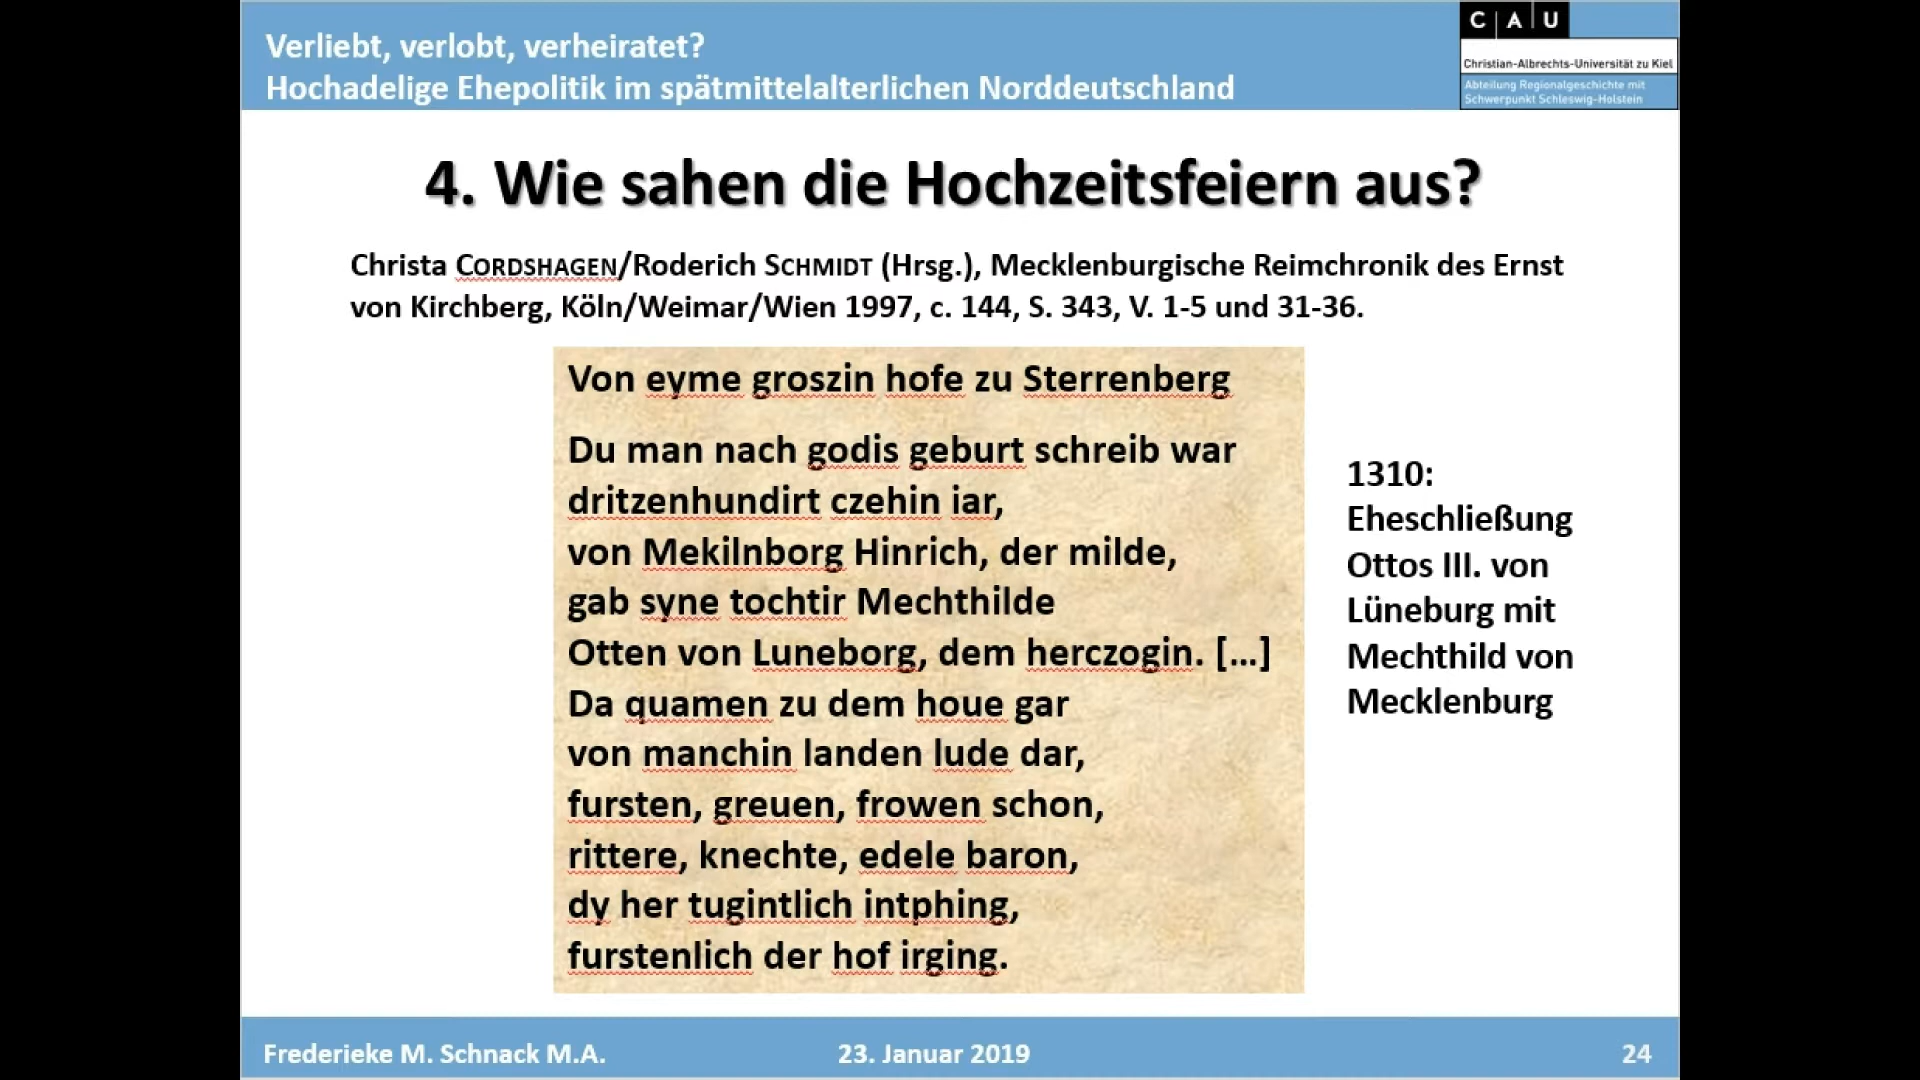 Verliebt, verlobt, verheiratet?
Hochadelige Ehepolitik im spätmittelalterlichen Norddeutschland
C A U
Christian-Albrechts-Universität zu Kiel
Abteilung Regionalgeschichte mit
Schwerpunkt Schleswig-Holstein
4. Wie sahen die Hochzeitsfeiern aus?
Christa CORDSHAGEN/Roderich SCHMIDT (Hrsg.), Mecklenburgische Reimchronik des Ernst
von Kirchberg, Köln/Weimar/Wien 1997, c. 144, S. 343, V. 1-5 und 31-36.
Von eyme groszin hofe zu Sterrenberg
Du man nach godis geburt schreib war
dritzenhundirt czehin iar,
von Mekilnborg Hinrich, der milde,
gab syne tochtir Mechthilde
Otten von Luneborg, dem herczogin. [...]
Da quamen zu dem houe gar
von manchin landen lude dar,
fursten, greuen, frowen schon,
rittere, knechte, edele baron,
dy her tugintlich intphing,
furstenlich der hof irging.
1310:
Eheschließung
Ottos III. von
Lüneburg mit
Mechthild von
Mecklenburg
Frederieke M. Schnack M.A.
23. Januar 2019
24